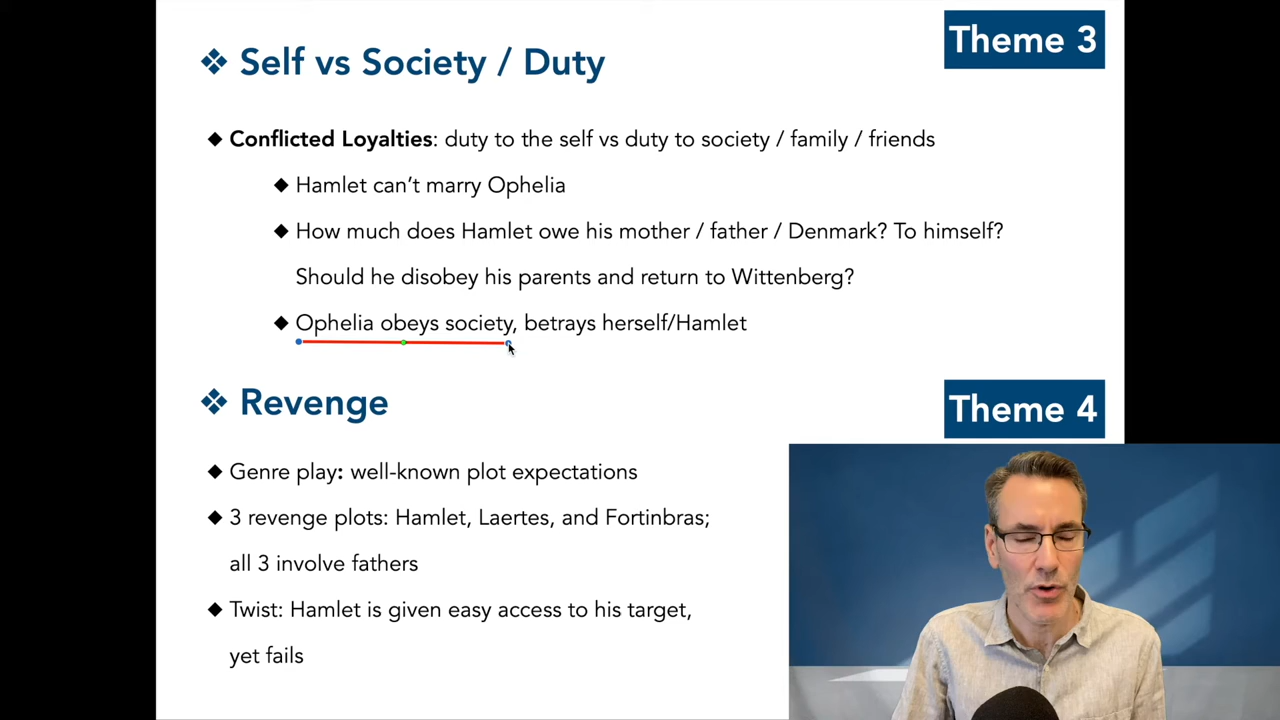 Theme 3
❖ Self vs Society / Duty
◆ Conflicted Loyalties: duty to the self vs duty to society / family / friends
◆ Hamlet can’t marry Ophelia
◆ How much does Hamlet owe his mother / father / Denmark? To himself?
Should he disobey his parents and return to Wittenberg?
◆ Ophelia obeys society, betrays herself/Hamlet
❖ Revenge
Theme 4
◆ Genre play: well-known plot expectations
◆ 3 revenge plots: Hamlet, Laertes, and Fortinbras;
all 3 involve fathers
◆ Twist: Hamlet is given easy access to his target,
yet fails